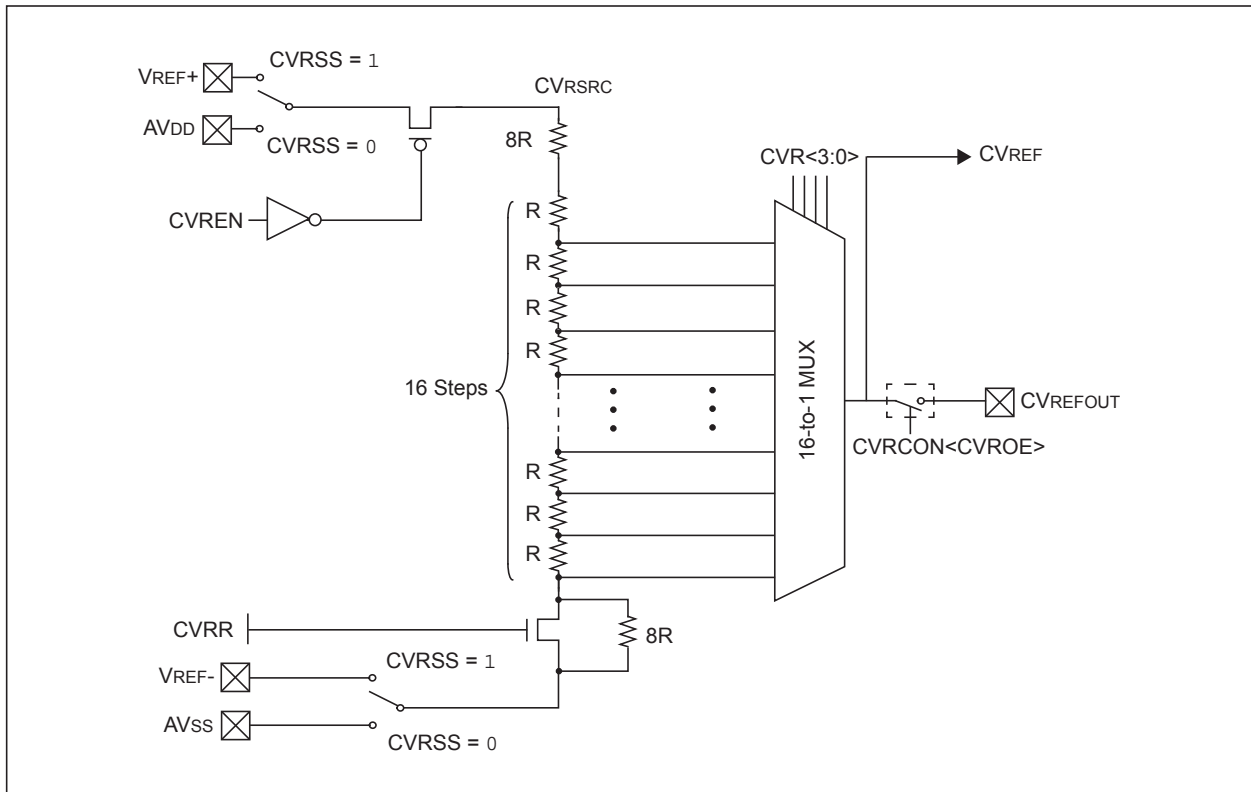 CVRSS = 1
VREF+
CVRSRC
AVDD
8R
CVRSS = 0
CVR<3:0>
CVREF
CVREN
R
R
R
R
16 Steps
16-to-1 MUX
CVREFOUT
CVRCON<CVROE>
R
R
R
CVRR
8R
CVRSS = 1
VREF-
AVSS
CVRSS = 0